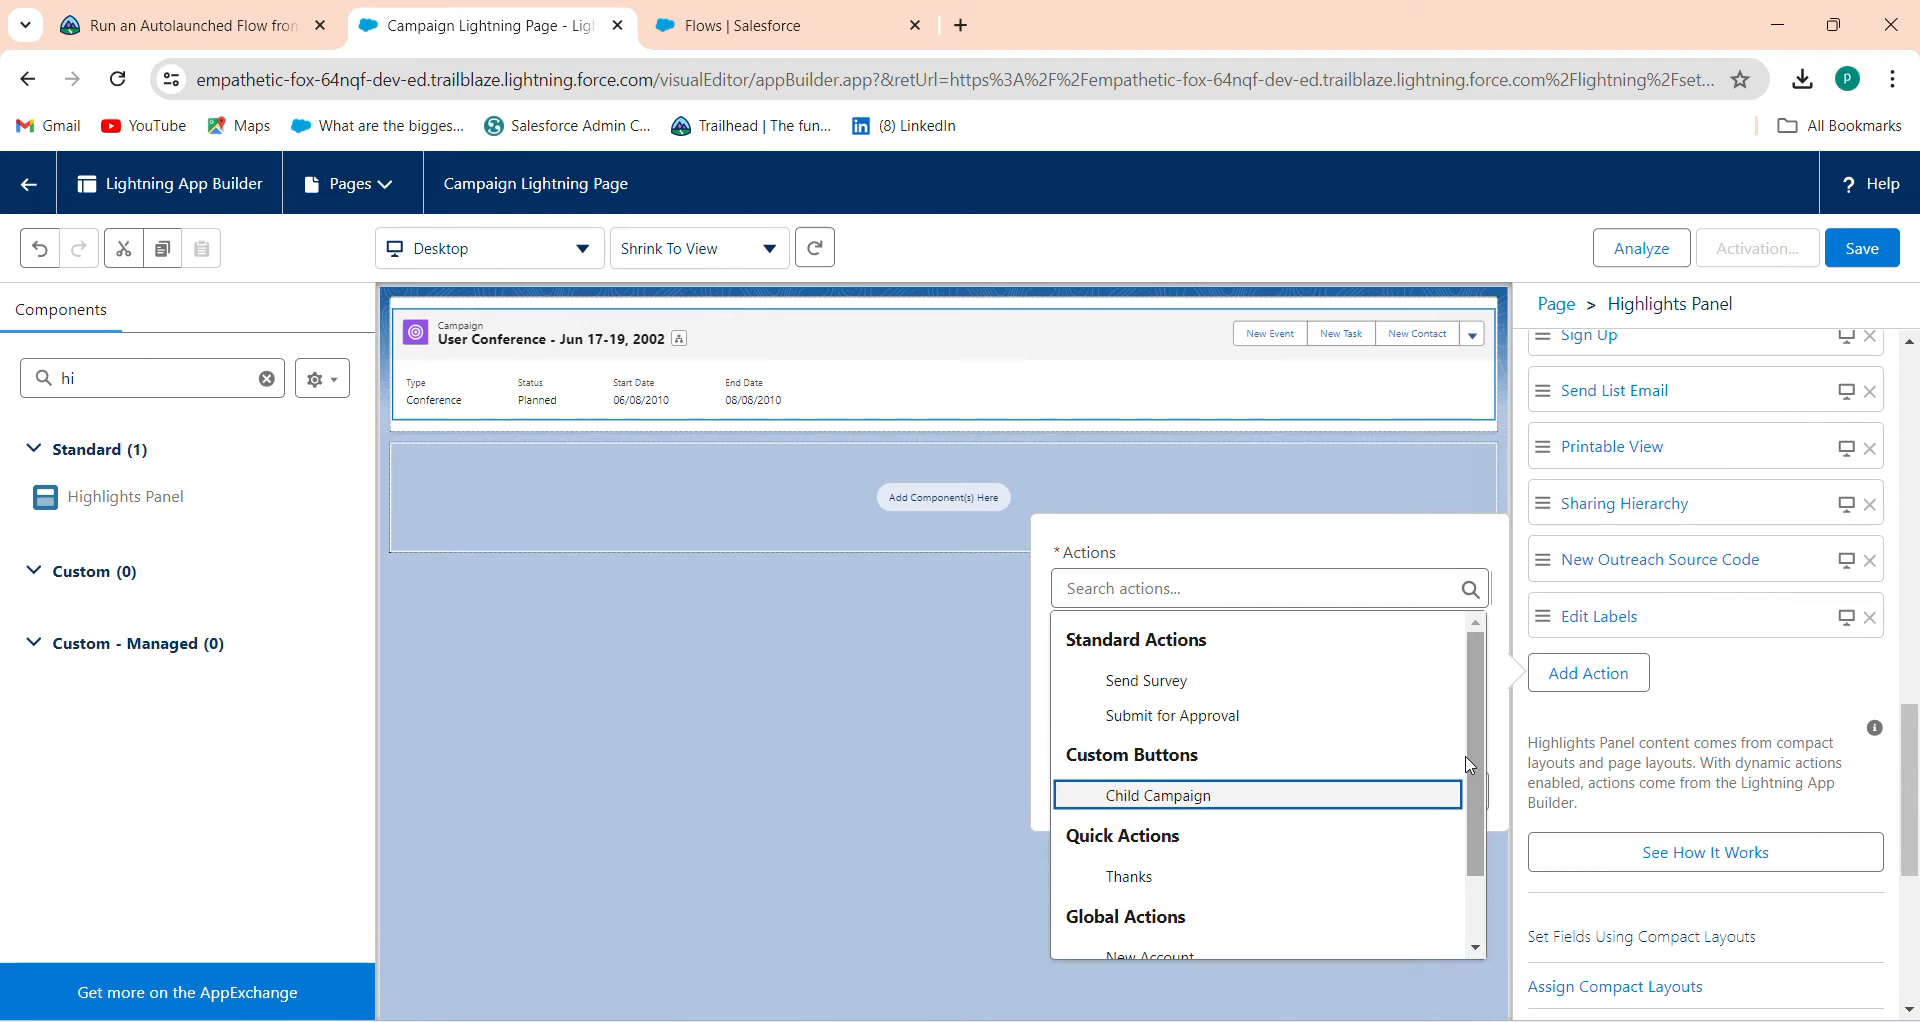 Run an Autolaunched Flow fron
Campaign Lightning Page - Lig
Flows | Salesforce
empathetic-fox-64nqf-dev-ed.trailblaze.lightning.force.com/visualEditor/appBuilder.app?&retUrl=https%3A%2F%2Fempathetic-fox-64nqf-dev-ed.trailblaze.lightning.force.com%2Flightning%2Fset...
P
Gmail
YouTube
Maps
What are the bigges...
Salesforce Admin C...
Trailhead | The fun...
(8) LinkedIn
All Bookmarks
Lightning App Builder
Pages
Campaign Lightning Page
? Help
Desktop
Shrink To View
Analyze
Activation...
Save
Components
hi
Standard (1)
Highlights Panel
Custom (0)
Custom - Managed (0)
Get more on the AppExchange
Campaign
User Conference - Jun 17-19, 2002
New Event
New Task
New Contact
Type
Status
Start Date
End Date
Conference
Planned
06/08/2010
08/08/2010
Add Component(s) Here
* Actions
Search actions...
Standard Actions
Send Survey
Submit for Approval
Custom Buttons
Child Campaign
Quick Actions
Thanks
Global Actions
New Account
Page > Highlights Panel
Sign Up
Send List Email
Printable View
Sharing Hierarchy
New Outreach Source Code
Edit Labels
Add Action
Highlights Panel content comes from compact
layouts and page layouts. With dynamic actions
enabled, actions come from the Lightning App
Builder.
See How It Works
Set Fields Using Compact Layouts
Assign Compact Layouts